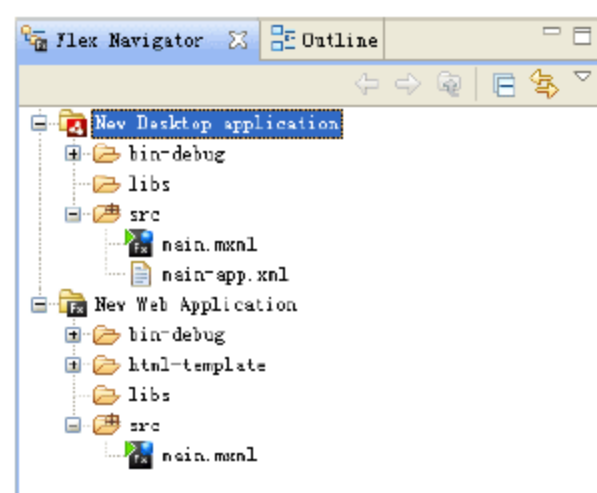 Flex Navigator Outline
New Desktop application
bin-debug
libs
src
main.mxml
main-app.xml
New Web Application
bin-debug
html-template
libs
src
main.mxml